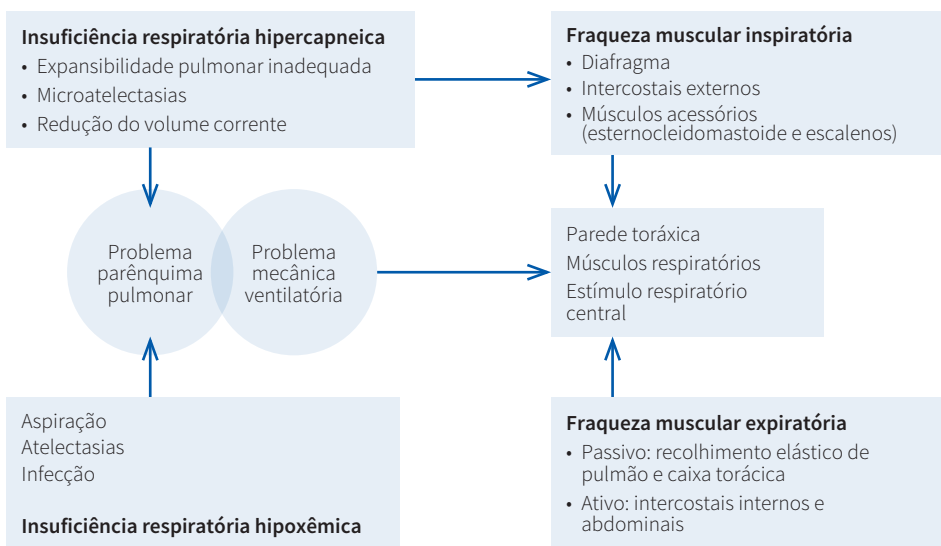 Insuficiência respiratória hipercapneica
• Expansibilidade pulmonar inadequada
• Microatelectasias
• Redução do volume corrente
Fraqueza muscular inspiratória
• Diafragma
• Intercostais externos
• Músculos acessórios
(esternocleidomastoide e escalenos)
Problema
parênquima
pulmonar
Problema
mecânica
ventilatória
Parede toráxica
Músculos respiratórios
Estímulo respiratório
central
Aspiração
Atelectasias
Infecção
Insuficiência respiratória hipoxêmica
Fraqueza muscular expiratória
• Passivo: recolhimento elástico de
pulmão e caixa torácica
• Ativo: intercostais internos e
abdominais